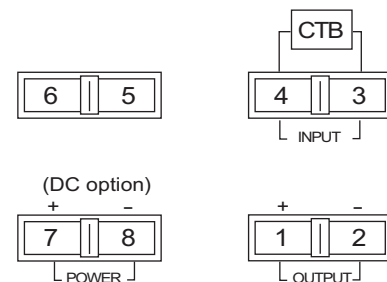 CTB
6 5
4 3
INPUT
(DC option)
+ –
7 8
POWER
+ –
1 2
OUTPUT